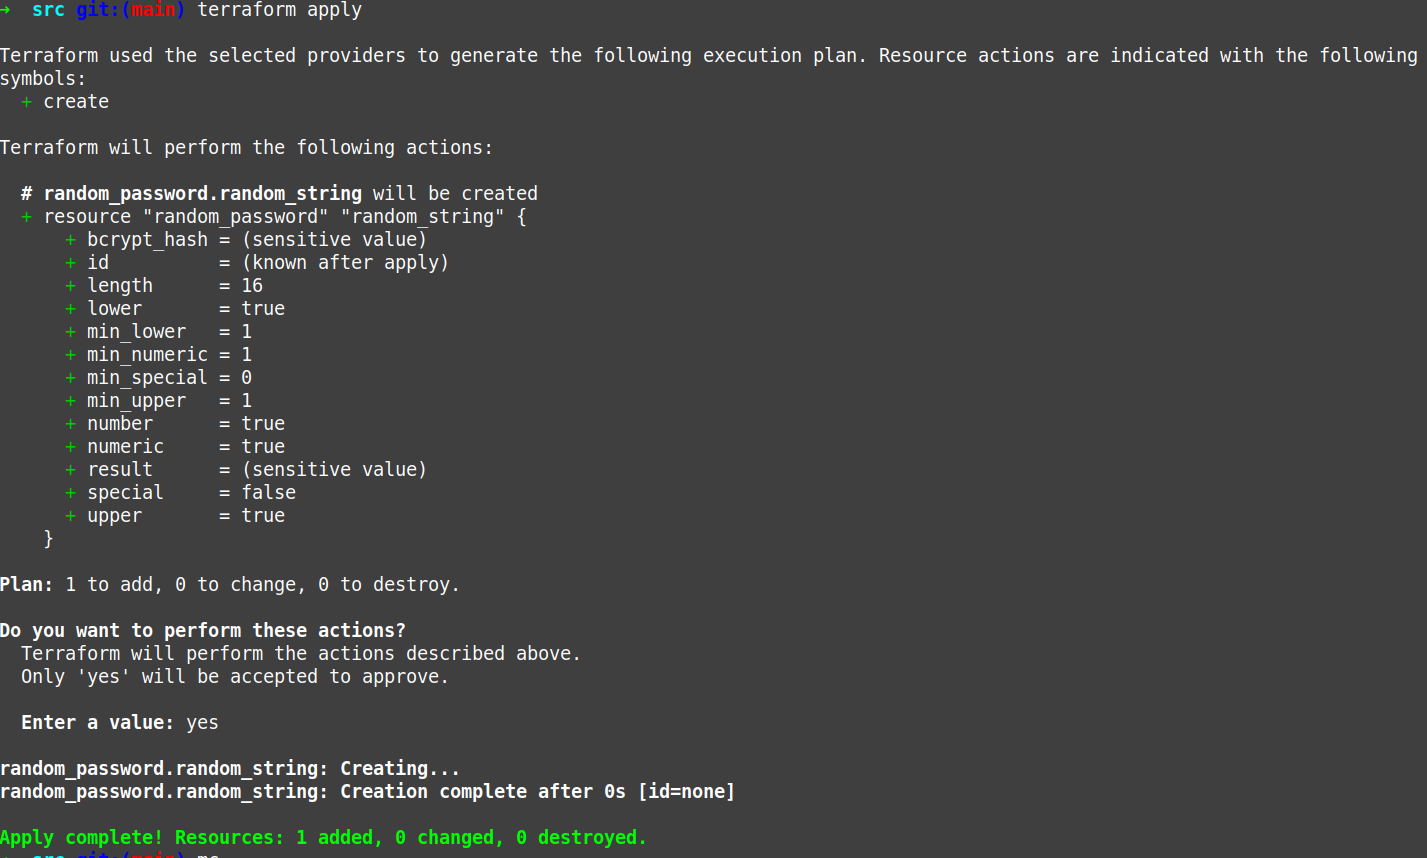 →  src git:(main) terraform apply
Terraform used the selected providers to generate the following execution plan. Resource actions are indicated with the following
symbols:
  + create
Terraform will perform the following actions:
  # random_password.random_string will be created
  + resource "random_password" "random_string" {
      + bcrypt_hash = (sensitive value)
      + id          = (known after apply)
      + length      = 16
      + lower       = true
      + min_lower   = 1
      + min_numeric = 1
      + min_special = 0
      + min_upper   = 1
      + number      = true
      + numeric     = true
      + result      = (sensitive value)
      + special     = false
      + upper       = true
    }
Plan: 1 to add, 0 to change, 0 to destroy.
Do you want to perform these actions?
  Terraform will perform the actions described above.
  Only 'yes' will be accepted to approve.
  Enter a value: yes
random_password.random_string: Creating...
random_password.random_string: Creation complete after 0s [id=none]
Apply complete! Resources: 1 added, 0 changed, 0 destroyed.
src git:(main)